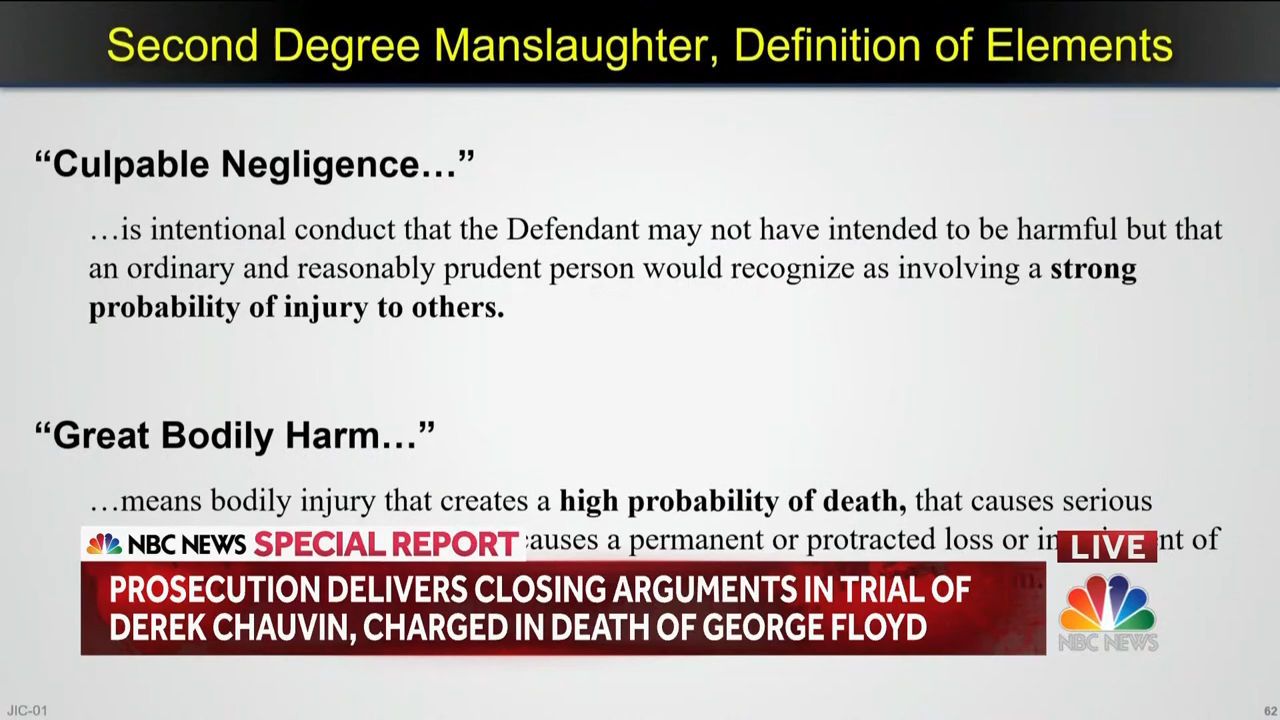 Second Degree Manslaughter, Definition of Elements
“Culpable Negligence…”
…is intentional conduct that the Defendant may not have intended to be harmful but that
an ordinary and reasonably prudent person would recognize as involving a strong
probability of injury to others.
“Great Bodily Harm…”
…means bodily injury that creates a high probability of death, that causes serious
causes a permanent or protracted loss or of
NBC NEWS SPECIAL REPORT
LIVE
PROSECUTION DELIVERS CLOSING ARGUMENTS IN TRIAL OF
DEREK CHAUVIN, CHARGED IN DEATH OF GEORGE FLOYD
NBC NEWS
JIC-01
62